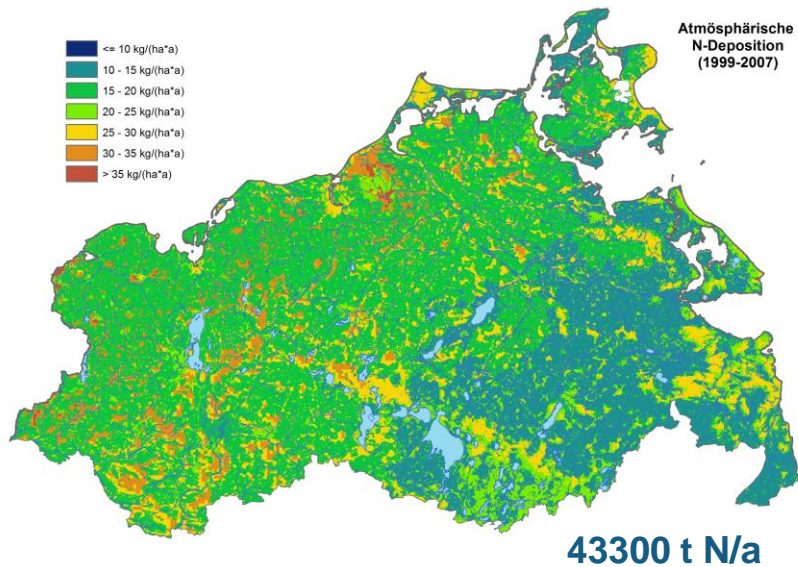 Atmösphärische
N-Deposition
(1999-2007)
<= 10 kg/(ha*a)
10 - 15 kg/(ha*a)
15 - 20 kg/(ha*a)
20 - 25 kg/(ha*a)
25 - 30 kg/(ha*a)
30 - 35 kg/(ha*a)
> 35 kg/(ha*a)
43300 t N/a